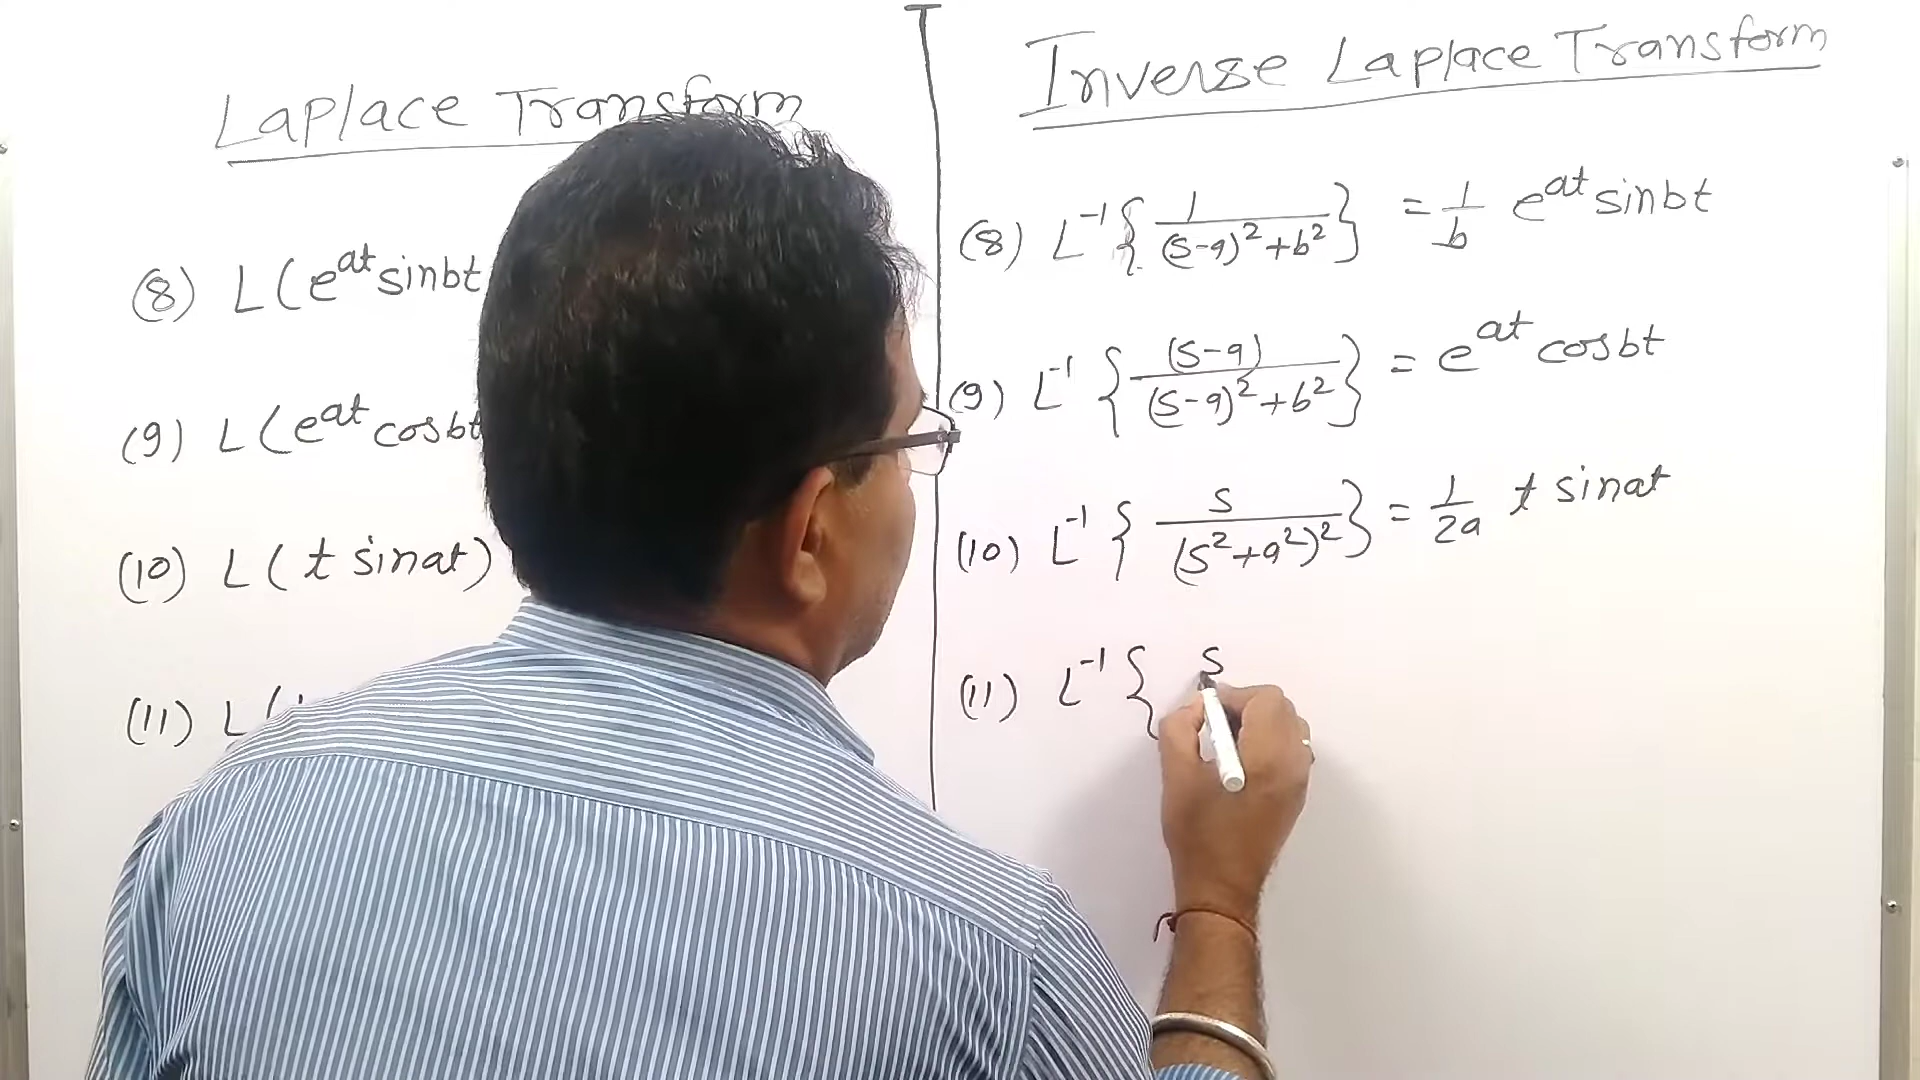 Laplace Transform
(8) L(e^{at} sinbt
(9) L(e^{at} cosbt
(10) L( t sinat)
(11) L(
Inverse Laplace Transform
(8) L^{-1} { 1 / ((s-a)^2+b^2) } = 1/b e^{at} sinbt
(9) L^{-1} { (s-a) / ((s-a)^2+b^2) } = e^{at} cosbt
(10) L^{-1} { s / (s^2+a^2)^2 } = 1/2a t sinat
(11) L^{-1} { s